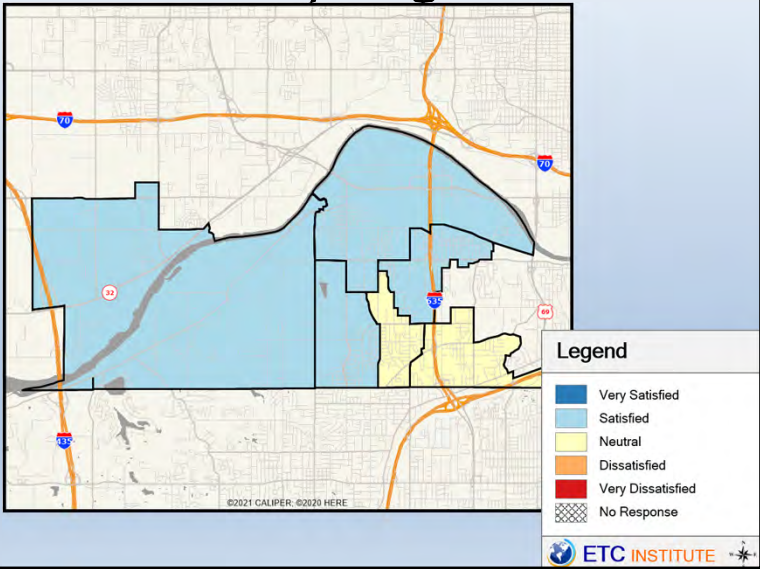 70
70
32
635
69
435
©2021 CALIPER; ©2020 HERE
Legend
Very Satisfied
Satisfied
Neutral
Dissatisfied
Very Dissatisfied
No Response
ETC INSTITUTE